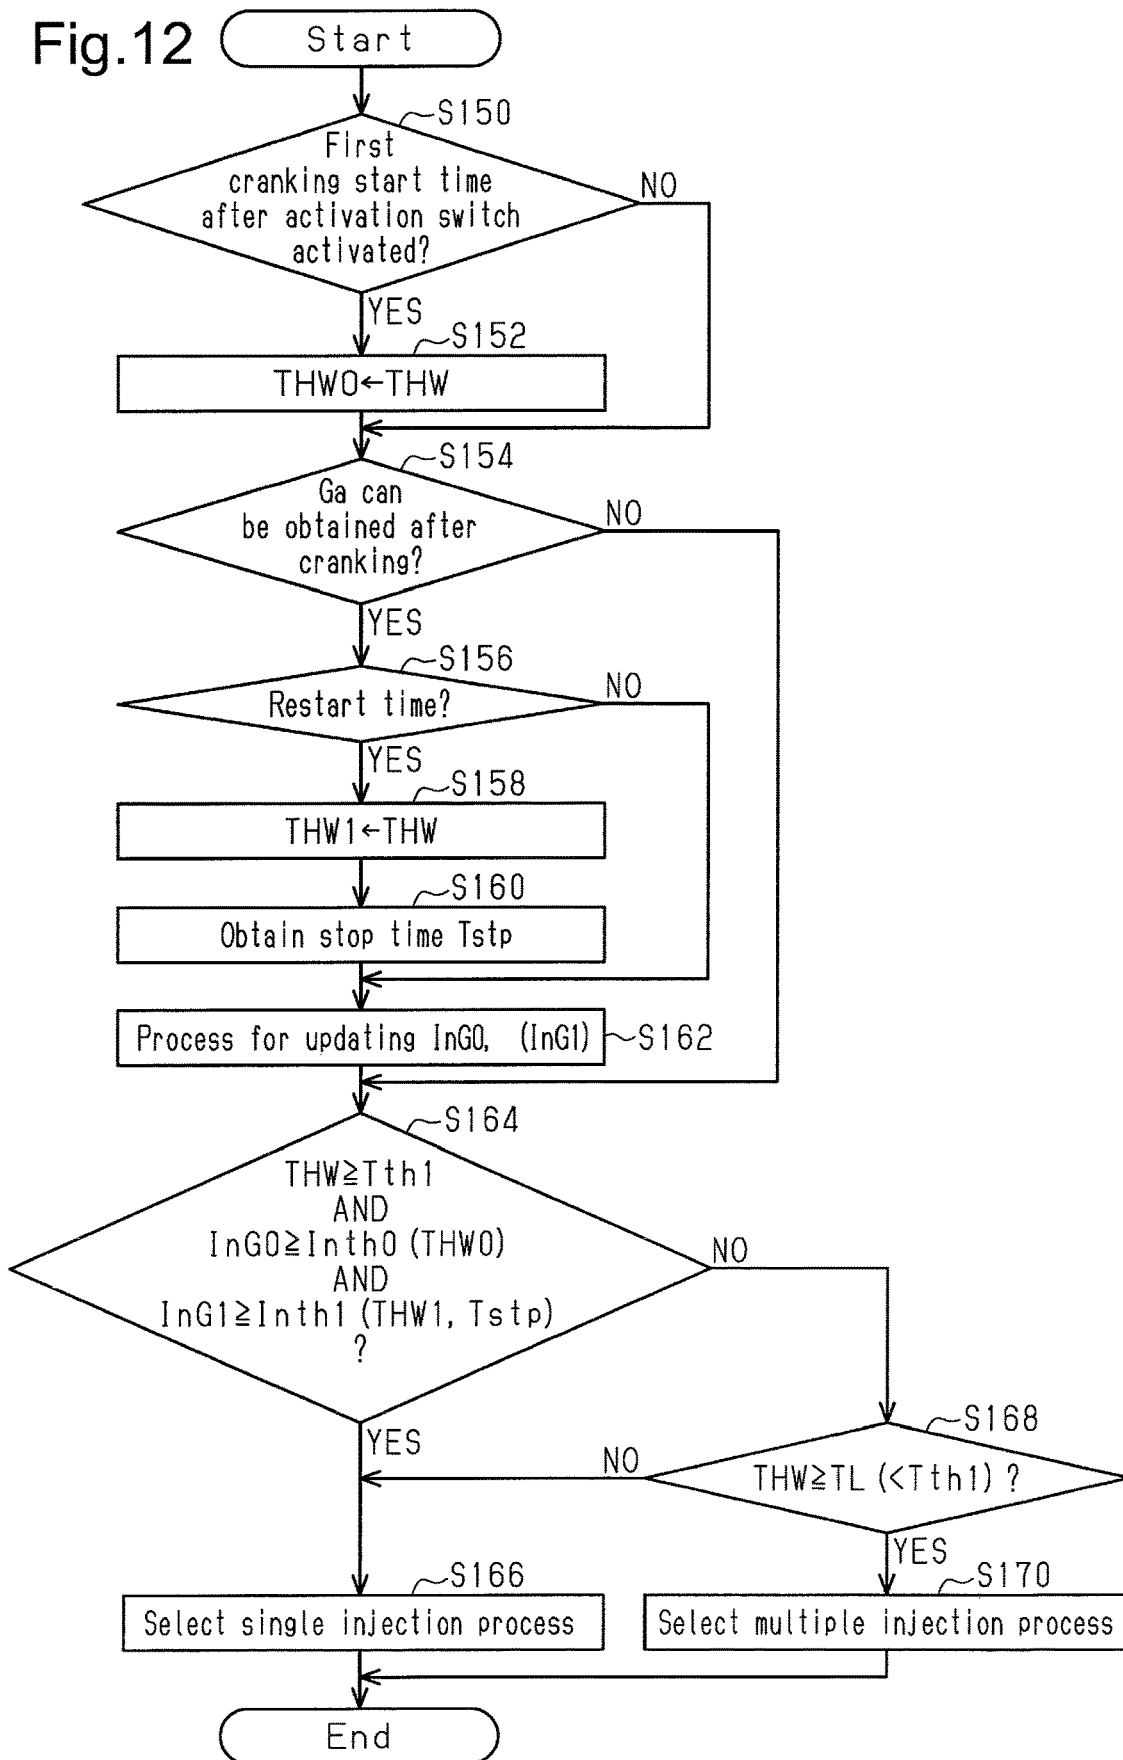 Fig.12
Start
S150
First
cranking start time
after activation switch
activated?
NO
YES
S152
THW0←THW
S154
Ga can
be obtained after
cranking?
NO
YES
S156
Restart time?
NO
YES
S158
THW1←THW
S160
Obtain stop time Tstp
Process for updating InG0, (InG1)
S162
S164
THW≧Tth1
AND
InG0≧Inth0 (THW0)
AND
InG1≧Inth1 (THW1, Tstp)
?
NO
YES
S168
THW≧TL (<Tth1) ?
NO
YES
S166
Select single injection process
S170
Select multiple injection process
End